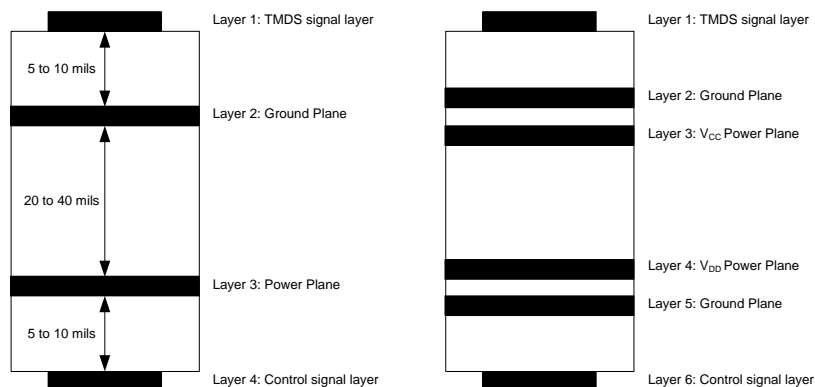 Layer 1: TMDS signal layer
5 to 10 mils
Layer 2: Ground Plane
20 to 40 mils
Layer 3: Power Plane
5 to 10 mils
Layer 4: Control signal layer
Layer 1: TMDS signal layer
Layer 2: Ground Plane
Layer 3: VCC Power Plane
Layer 4: VDD Power Plane
Layer 5: Ground Plane
Layer 6: Control signal layer